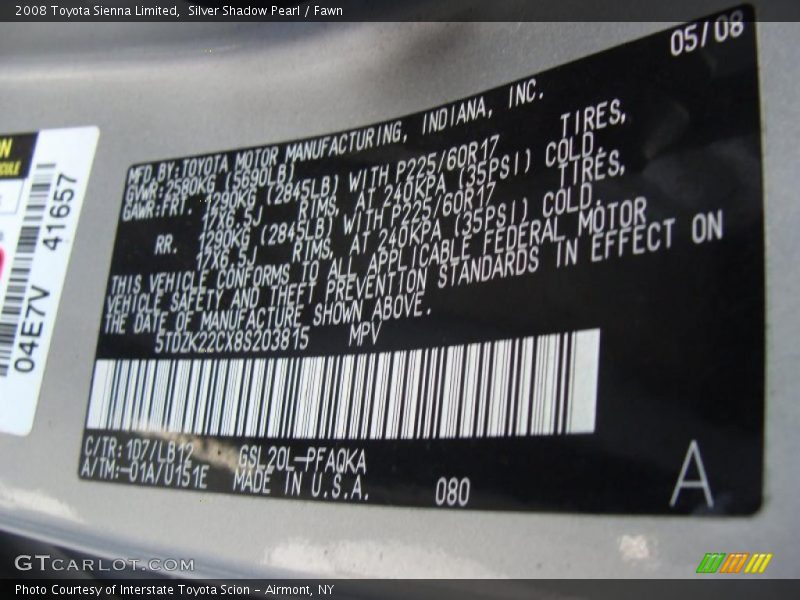 2008 Toyota Sienna Limited,  Silver Shadow Pearl / Fawn
05/08
MFD.BY:TOYOTA MOTOR MANUFACTURING, INDIANA, INC.
GVWR:2580KG (5690LB)
GAWR:FRT. 1290KG (2845LB) WITH P225/60R17 TIRES,
17X6.5J RIMS, AT 240KPA (35PSI) COLD.
RR. 1290KG (2845LB) WITH P225/60R17 TIRES,
17X6.5J RIMS, AT 240KPA (35PSI) COLD.
THIS VEHICLE CONFORMS TO ALL APPLICABLE FEDERAL MOTOR
VEHICLE SAFETY AND THEFT PREVENTION STANDARDS IN EFFECT ON
THE DATE OF MANUFACTURE SHOWN ABOVE.
5TDZK22CX8S203815 MPV
C/TR:1D7/LB12 GSL20L-PFAQKA
A/TM:-01A/U151E MADE IN U.S.A. 080
A
04E7V 41657
GTCARLOT.COM
Photo Courtesy of Interstate Toyota Scion – Airmont, NY